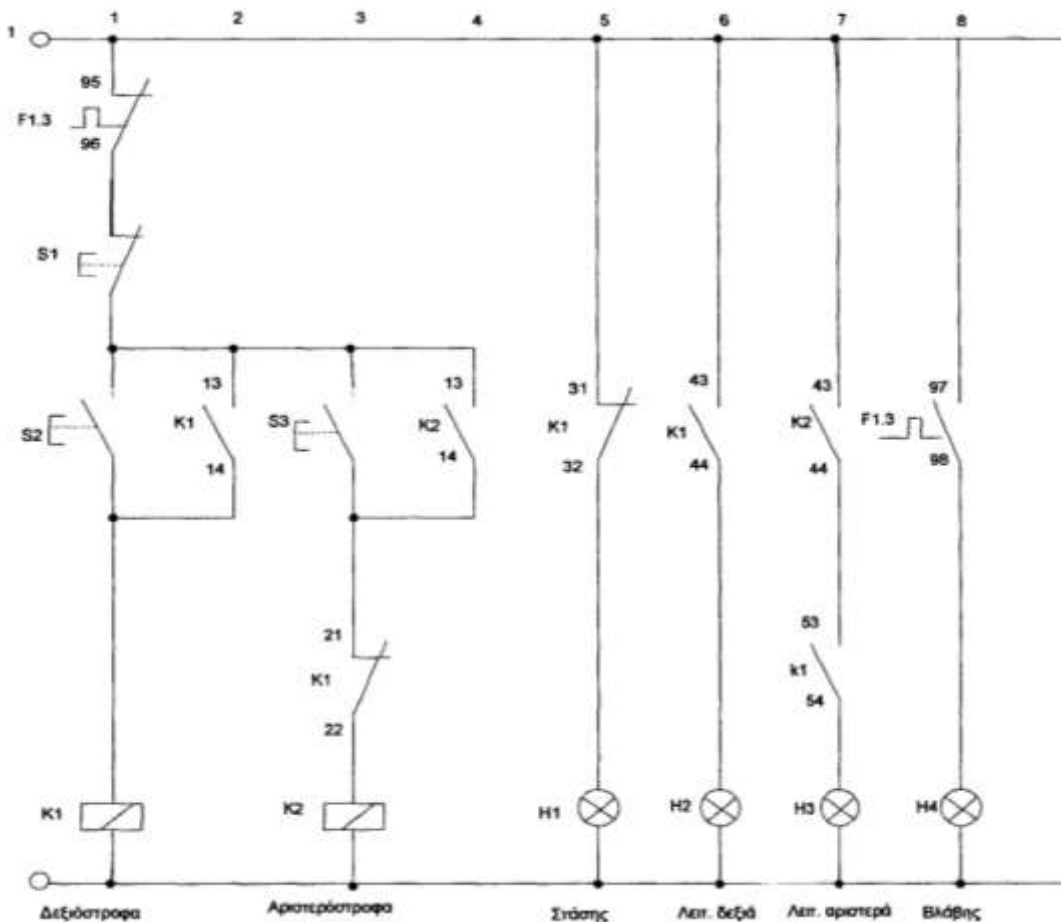 1 2 3 4 5 6 7 8
1
95
F1.3
96
S1
13 13 31 43 43 97
S2 K1 S3 K2 K1 K1 K2 F1.3
14 14 32 44 44 98
21 53
K1 k1
22 54
K1 K2 H1 H2 H3 H4
Δεξιόστροφα Αριστερόστροφα Στάσης Λειτ. δεξιά Λειτ. αριστερά Βλάβης